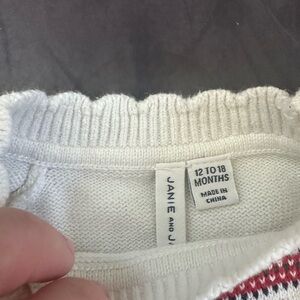 JANIE AND J
12 TO 18
MONTHS
MADE IN
CHINA